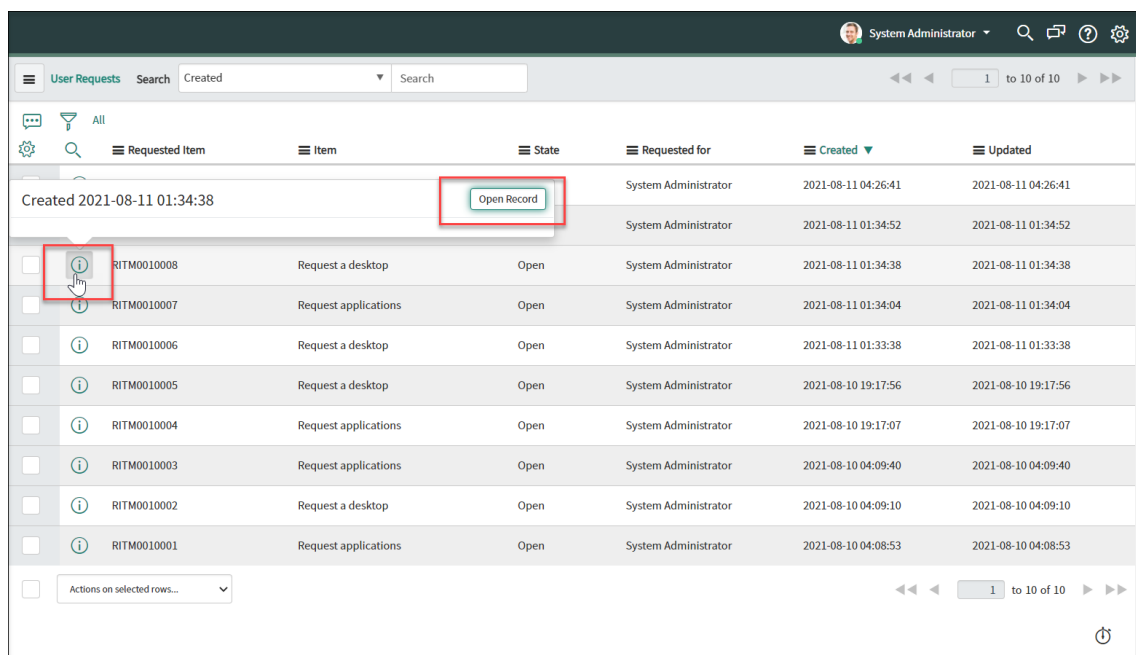 System Administrator
User Requests Search Created Search 1 to 10 of 10
All
Requested Item Item State Requested for Created Updated
System Administrator 2021-08-11 04:26:41 2021-08-11 04:26:41
Created 2021-08-11 01:34:38 Open Record
System Administrator 2021-08-11 01:34:52 2021-08-11 01:34:52
RITM0010008 Request a desktop Open System Administrator 2021-08-11 01:34:38 2021-08-11 01:34:38
RITM0010007 Request applications Open System Administrator 2021-08-11 01:34:04 2021-08-11 01:34:04
RITM0010006 Request a desktop Open System Administrator 2021-08-11 01:33:38 2021-08-11 01:33:38
RITM0010005 Request a desktop Open System Administrator 2021-08-10 19:17:56 2021-08-10 19:17:56
RITM0010004 Request applications Open System Administrator 2021-08-10 19:17:07 2021-08-10 19:17:07
RITM0010003 Request applications Open System Administrator 2021-08-10 04:09:40 2021-08-10 04:09:40
RITM0010002 Request a desktop Open System Administrator 2021-08-10 04:09:10 2021-08-10 04:09:10
RITM0010001 Request applications Open System Administrator 2021-08-10 04:08:53 2021-08-10 04:08:53
Actions on selected rows... 1 to 10 of 10